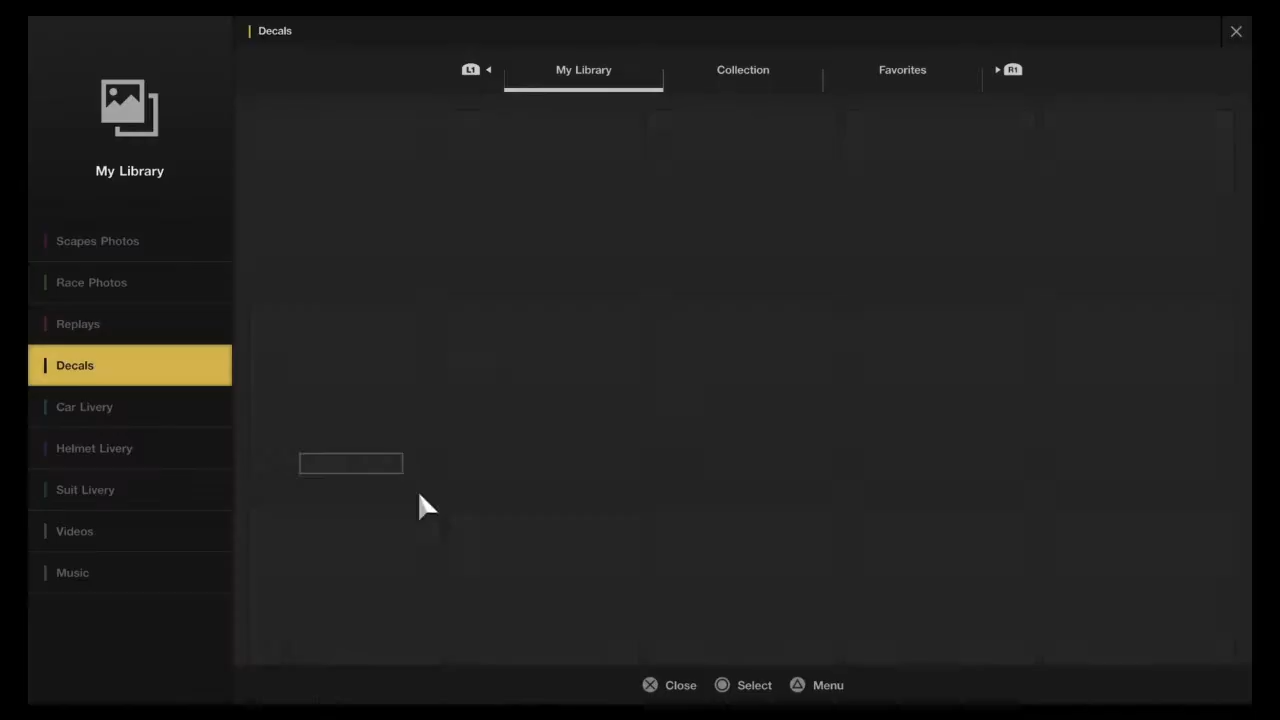 Decals
L1
My Library
Collection
Favorites
R1
My Library
Scapes Photos
Race Photos
Replays
Decals
Car Livery
Helmet Livery
Suit Livery
Videos
Music
Close
Select
Menu